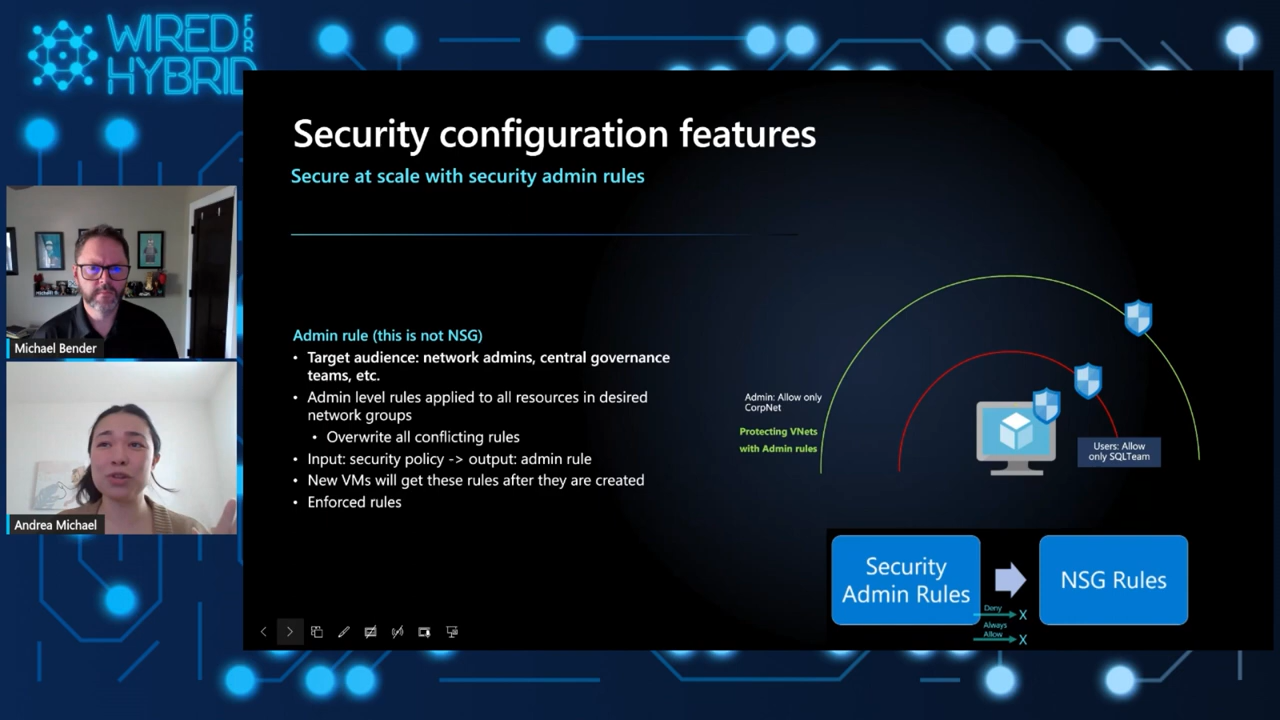 WIRED
FOR
HYBRID
Security configuration features
Secure at scale with security admin rules
Michael Bender
Andrea Michael
Admin rule (this is not NSG)
• Target audience: network admins, central governance
teams, etc.
• Admin level rules applied to all resources in desired
network groups
• Overwrite all conflicting rules
• Input: security policy -> output: admin rule
• New VMs will get these rules after they are created
• Enforced rules
Admin: Allow only
CorpNet
Protecting VNets
with Admin rules
Users: Allow
only SQLTeam
Security
Admin Rules
NSG Rules
Deny
X
Always
Allow
X